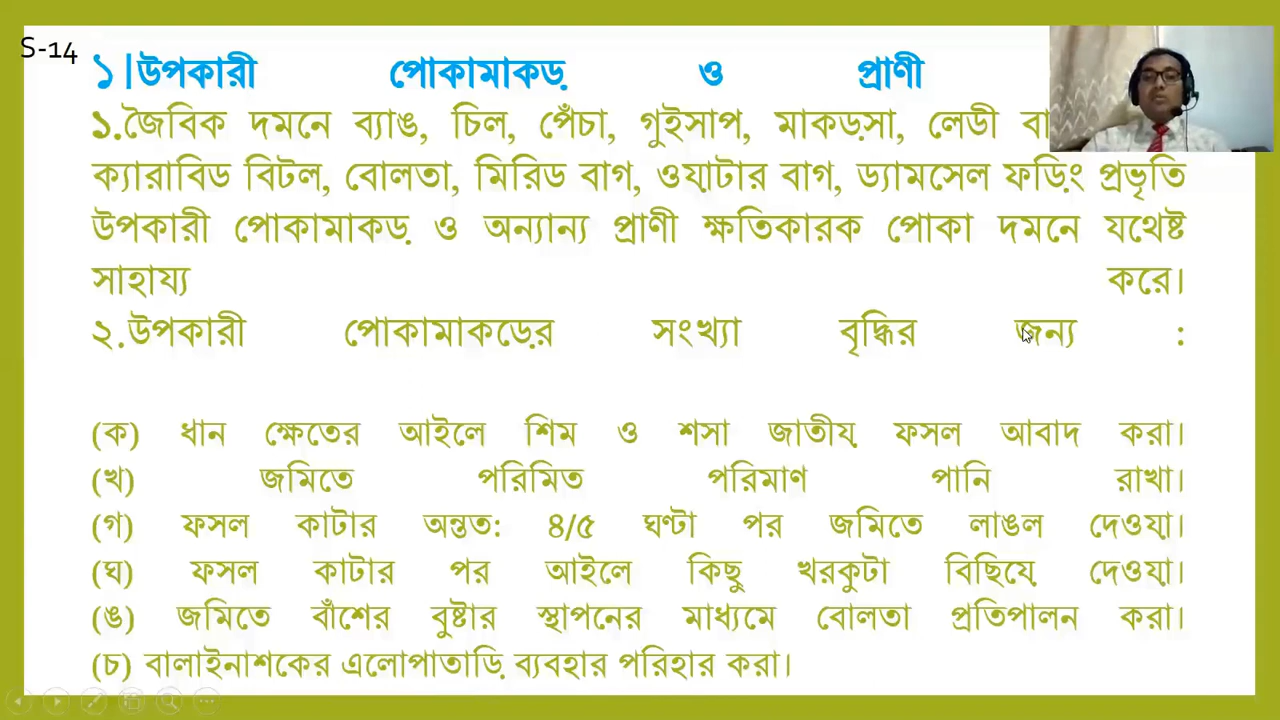 S-14
১|উপকারী পোকামাকড় ও প্রাণী
১.জৈবিক দমনে ব্যাঙ, চিল, পেঁচা, গুইসাপ, মাকড়সা, লেডী
ক্যারাবিড বিটল, বোলতা, মিরিড বাগ, ওয়াটার বাগ, ড্যামসেল ফড়িং প্রভৃতি
উপকারী পোকামাকড় ও অন্যান্য প্রাণী ক্ষতিকারক পোকা দমনে যথেষ্ট
সাহায্য করে।
২.উপকারী পোকামাকড়ের সংখ্যা বৃদ্ধির জন্য :
(ক) ধান ক্ষেতের আইলে শিম ও শসা জাতীয় ফসল আবাদ করা।
(খ) জমিতে পরিমিত পরিমাণ পানি রাখা।
(গ) ফসল কাটার অন্তত: ৪/৫ ঘণ্টা পর জমিতে লাঙল দেওয়া।
(ঘ) ফসল কাটার পর আইলে কিছু খরকুটা বিছিয়ে দেওয়া।
(ঙ) জমিতে বাঁশের বুষ্টার স্থাপনের মাধ্যমে বোলতা প্রতিপালন করা।
(চ) বালাইনাশকের এলোপাতাড়ি ব্যবহার পরিহার করা।